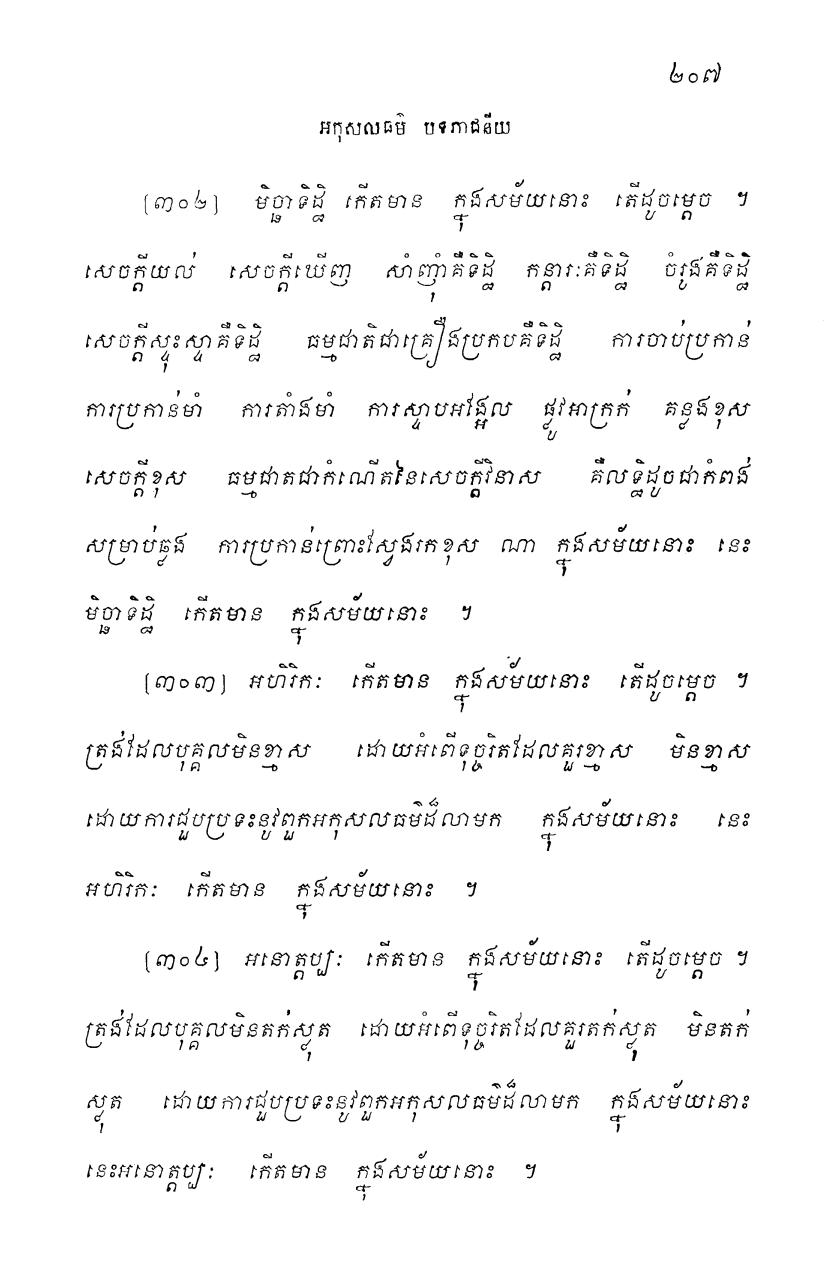 ២០៧
អកុសលធម៌ បទភាជនីយ
[៣០២] មិច្ឆាទិដ្ឋិ កើតមាន ក្នុងសម័យនោះ តើដូចម្តេច ។
សេចក្តីយល់ សេចក្តីឃើញ សាំញ៉ាំគឺទិដ្ឋិ កន្តារៈគឺទិដ្ឋិ ចំរូងគឺទិដ្ឋិ
សេចក្តីស្ទុះស្ទាគឺទិដ្ឋិ ធម្មជាតិជាគ្រឿងប្រកបគឺទិដ្ឋិ ការចាប់ប្រកាន់
ការប្រកាន់មាំ ការតាំងមាំ ការស្ទាបអង្អែល ផ្លូវអាក្រក់ គន្លងខុស
សេចក្តីខុស ធម្មជាតជាកំណើតនៃសេចក្តីវិនាស គឺលទ្ធិដូចជាកំពង់
សម្រាប់ឆ្លង ការប្រកាន់ព្រោះស្វែងរកខុស ណា ក្នុងសម័យនោះ នេះ
មិច្ឆាទិដ្ឋិ កើតមាន ក្នុងសម័យនោះ ។
[៣០៣] អហិរិកៈ កើតមាន ក្នុងសម័យនោះ តើដូចម្តេច ។
ត្រង់ដែលបុគ្គលមិនខ្មាស ដោយអំពើទុច្ចរិតដែលគួរខ្មាស មិនខ្មាស
ដោយការជួបប្រទះនូវពួកអកុសលធម៌ដ៏លាមក ក្នុងសម័យនោះ នេះ
អហិរិកៈ កើតមាន ក្នុងសម័យនោះ ។
[៣០៤] អនោត្តប្បៈ កើតមាន ក្នុងសម័យនោះ តើដូចម្តេច ។
ត្រង់ដែលបុគ្គលមិនតក់ស្លុត ដោយអំពើទុច្ចរិតដែលគួរតក់ស្លុត មិនតក់
ស្លុត ដោយការជួបប្រទះនូវពួកអកុសលធម៌ដ៏លាមក ក្នុងសម័យនោះ
នេះអនោត្តប្បៈ កើតមាន ក្នុងសម័យនោះ ។